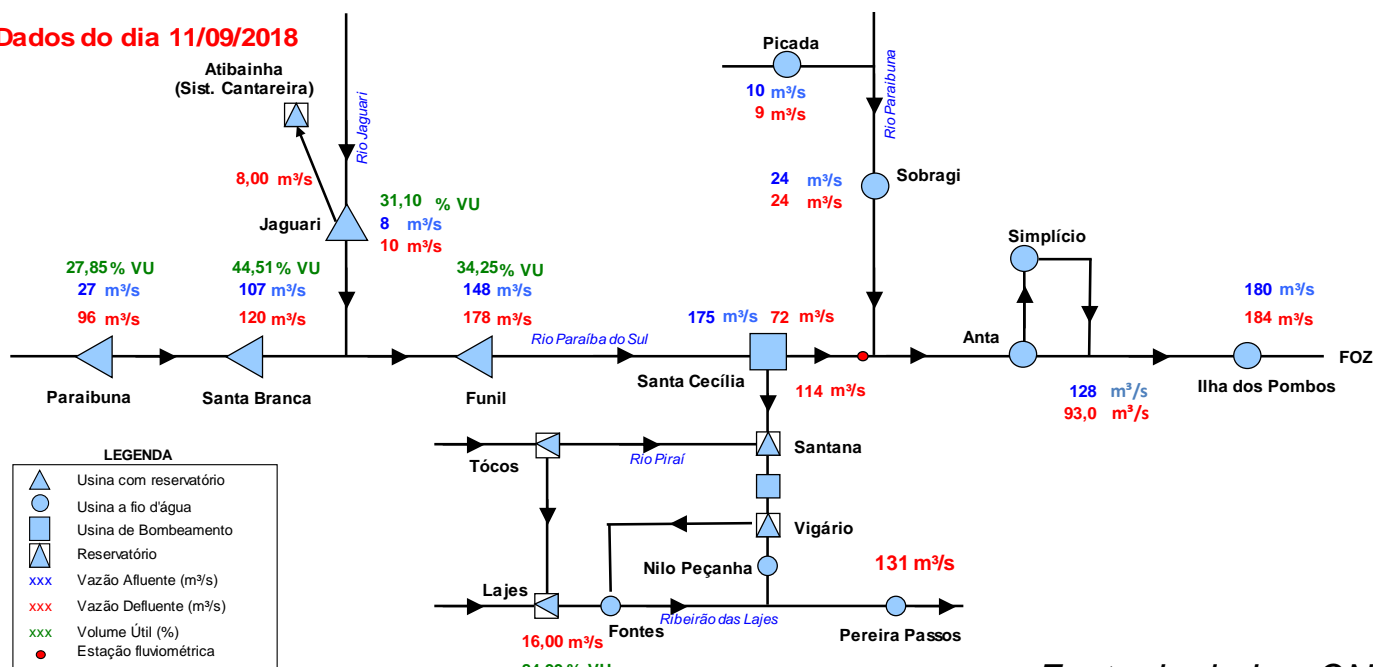 Dados do dia 11/09/2018
Atibainha
(Sist. Cantareira)
Rio Jaguari
8,00 m³/s
Jaguari
31,10 % VU
8 m³/s
10 m³/s
Picada
10 m³/s
9 m³/s
Rio Paraibuna
24 m³/s
24 m³/s
Sobragi
Simplício
27,85% VU
27 m³/s
96 m³/s
Paraibuna
44,51% VU
107 m³/s
120 m³/s
Santa Branca
34,25% VU
148 m³/s
178 m³/s
Funil
Rio Paraíba do Sul
175 m³/s 72 m³/s
Santa Cecília
114 m³/s
Anta
128 m³/s
93,0 m³/s
180 m³/s
184 m³/s
Ilha dos Pombos
FOZ
Tócos
Rio Piraí
Santana
Vigário
Nilo Peçanha
131 m³/s
Lajes
Fontes
Ribeirão das Lajes
Pereira Passos
16,00 m³/s
LEGENDA
Usina com reservatório
Usina a fio d'água
Usina de Bombeamento
Reservatório
xxx Vazão Afluente (m³/s)
xxx Vazão Defluente (m³/s)
xxx Volume Útil (%)
Estação fluviométrica